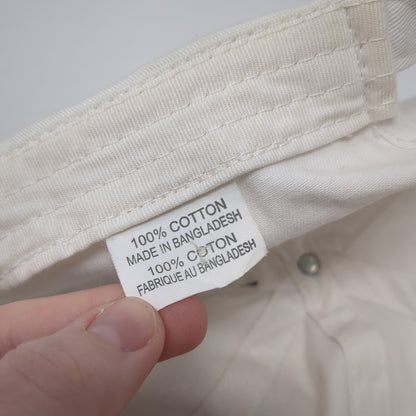 100% COTTON
MADE IN BANGLADESH
100% COTON
FABRIQUE AU BANGLADESH